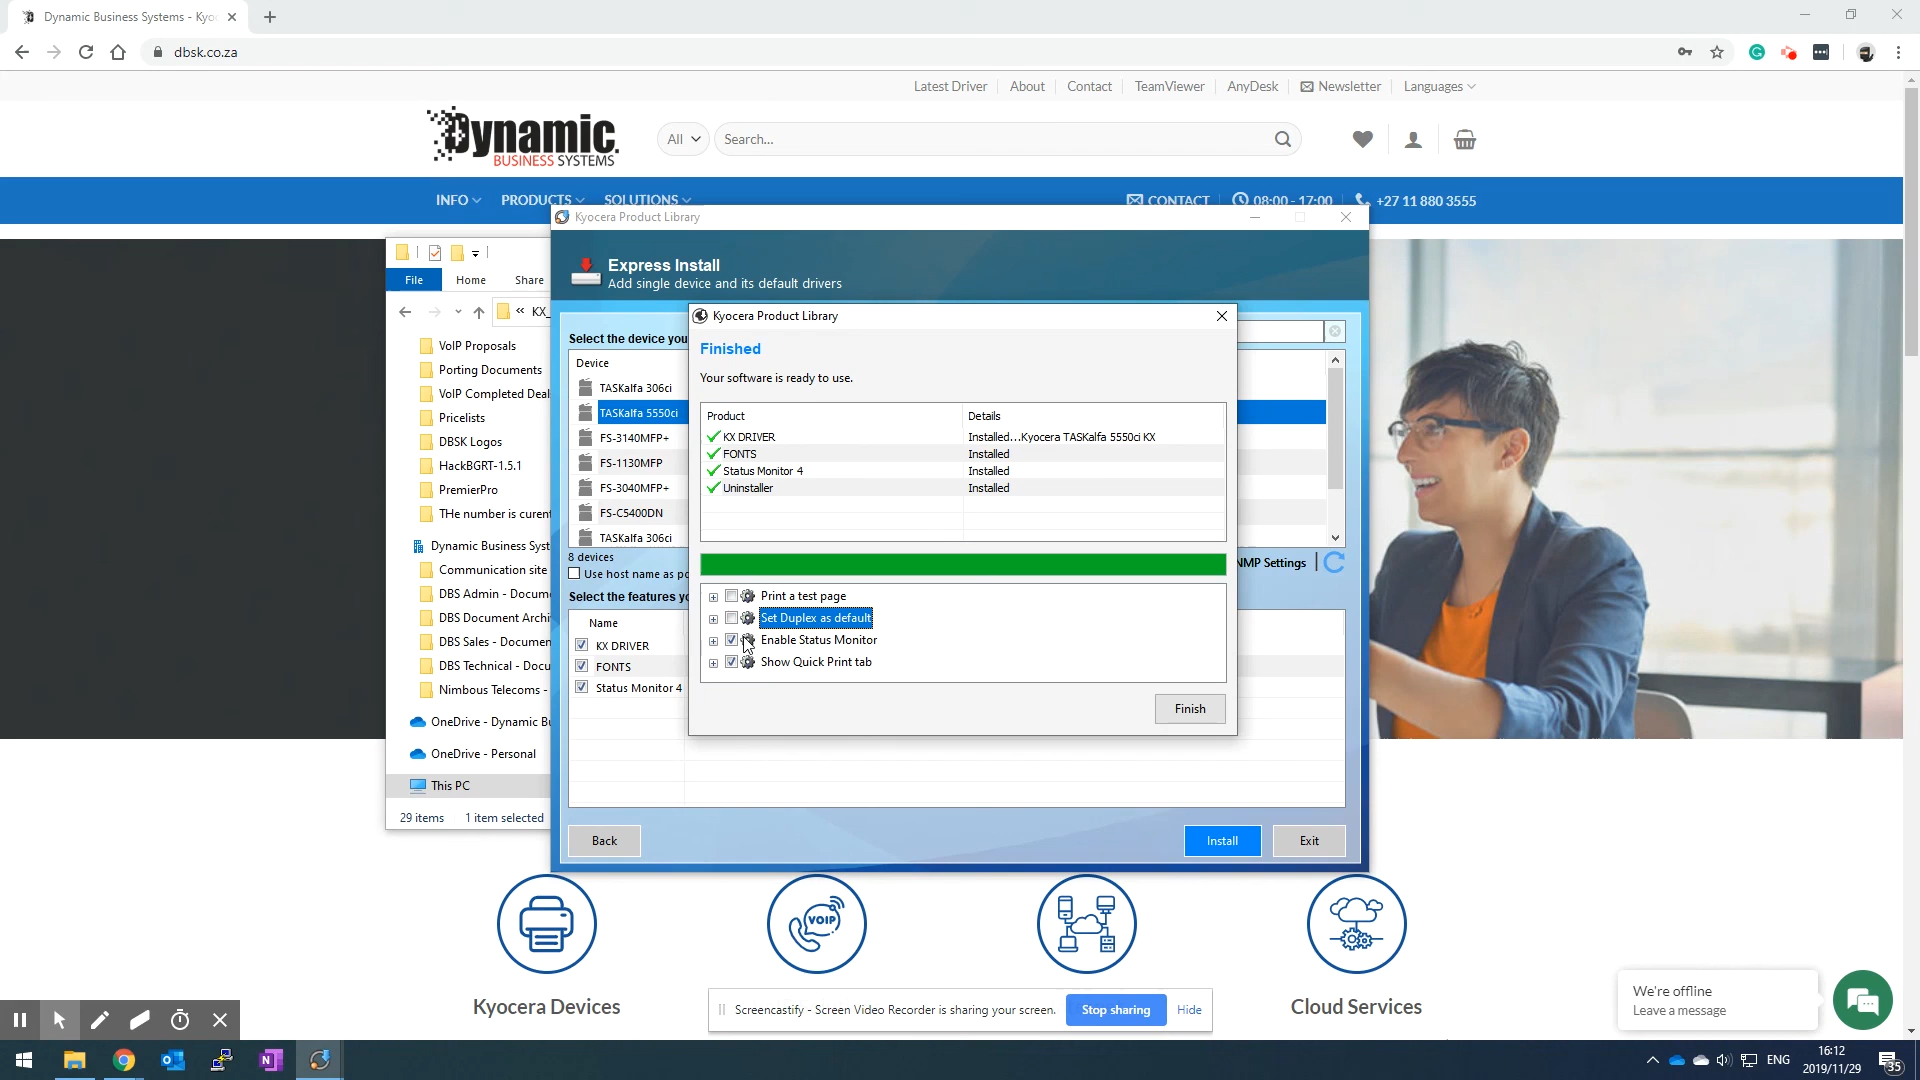 Dynamic Business Systems - Kyo
dbsk.co.za
Latest Driver
About
Contact
TeamViewer
AnyDesk
Newsletter
Languages
Dynamic
BUSINESS SYSTEMS
All
Search...
INFO
PRODUCTS
SOLUTIONS
CONTACT
08:00 - 17:00
+27 11 880 3555
Kyocera Product Library
Express Install
Add single device and its default drivers
File
Home
Share
« KX_
VoIP Proposals
Porting Documents
VoIP Completed Deal
Pricelists
DBSK Logos
HackBGRT-1.5.1
PremierPro
THe number is curent
Dynamic Business Syst
Communication site
DBS Admin - Docume
DBS Document Archi
DBS Sales - Documen
DBS Technical - Docu
Nimbous Telecoms -
OneDrive - Dynamic Bu
OneDrive - Personal
This PC
29 items
1 item selected
Select the device you
Device
TASKalfa 306ci
TASKalfa 5550ci
FS-3140MFP+
FS-1130MFP
FS-3040MFP+
FS-C5400DN
TASKalfa 306ci
8 devices
Use host name as po
NMP Settings
Select the features yo
Name
KX DRIVER
FONTS
Status Monitor 4
Kyocera Product Library
Finished
Your software is ready to use.
Product
Details
KX DRIVER
Installed...Kyocera TASKalfa 5550ci KX
FONTS
Installed
Status Monitor 4
Installed
Uninstaller
Installed
Print a test page
Set Duplex as default
Enable Status Monitor
Show Quick Print tab
Finish
Back
Install
Exit
VOIP
Kyocera Devices
Cloud Services
Screencastify - Screen Video Recorder is sharing your screen.
Stop sharing
Hide
We're offline
Leave a message
ENG
16:12
2019/11/29
35